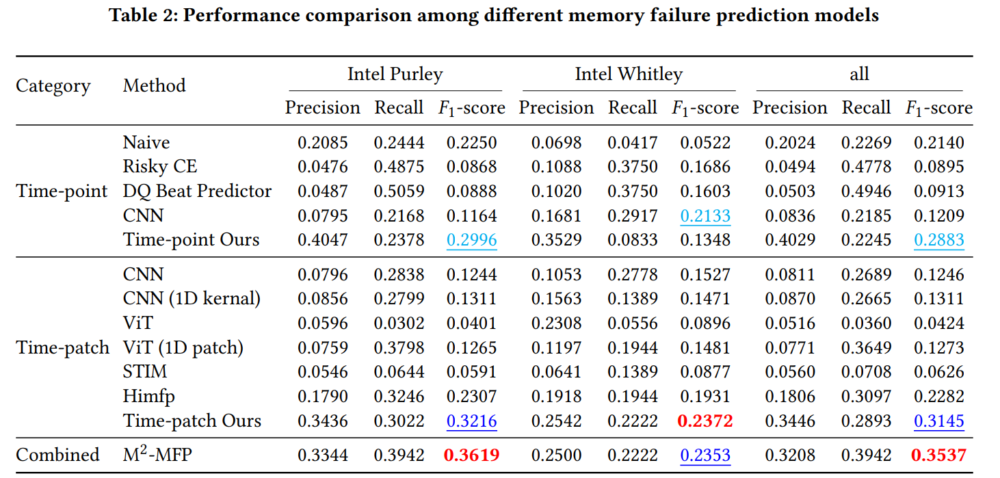 Table 2: Performance comparison among different memory failure prediction models
Category Method Intel Purley Intel Whitley all
Precision Recall F1-score Precision Recall F1-score Precision Recall F1-score
Naive 0.2085 0.2444 0.2250 0.0698 0.0417 0.0522 0.2024 0.2269 0.2140
Risky CE 0.0476 0.4875 0.0868 0.1088 0.3750 0.1686 0.0494 0.4778 0.0895
Time-point DQ Beat Predictor 0.0487 0.5059 0.0888 0.1020 0.3750 0.1603 0.0503 0.4946 0.0913
CNN 0.0795 0.2168 0.1164 0.1681 0.2917 0.2133 0.0836 0.2185 0.1209
Time-point Ours 0.4047 0.2378 0.2996 0.3529 0.0833 0.1348 0.4029 0.2245 0.2883
CNN 0.0796 0.2838 0.1244 0.1053 0.2778 0.1527 0.0811 0.2689 0.1246
CNN (1D kernal) 0.0856 0.2799 0.1311 0.1563 0.1389 0.1471 0.0870 0.2665 0.1311
ViT 0.0596 0.0302 0.0401 0.2308 0.0556 0.0896 0.0516 0.0360 0.0424
Time-patch ViT (1D patch) 0.0759 0.3798 0.1265 0.1197 0.1944 0.1481 0.0771 0.3649 0.1273
STIM 0.0546 0.0644 0.0591 0.0641 0.1389 0.0877 0.0560 0.0708 0.0626
Himfp 0.1790 0.3246 0.2307 0.1918 0.1944 0.1931 0.1806 0.3097 0.2282
Time-patch Ours 0.3436 0.3022 0.3216 0.2542 0.2222 0.2372 0.3446 0.2893 0.3145
Combined M²-MFP 0.3344 0.3942 0.3619 0.2500 0.2222 0.2353 0.3208 0.3942 0.3537